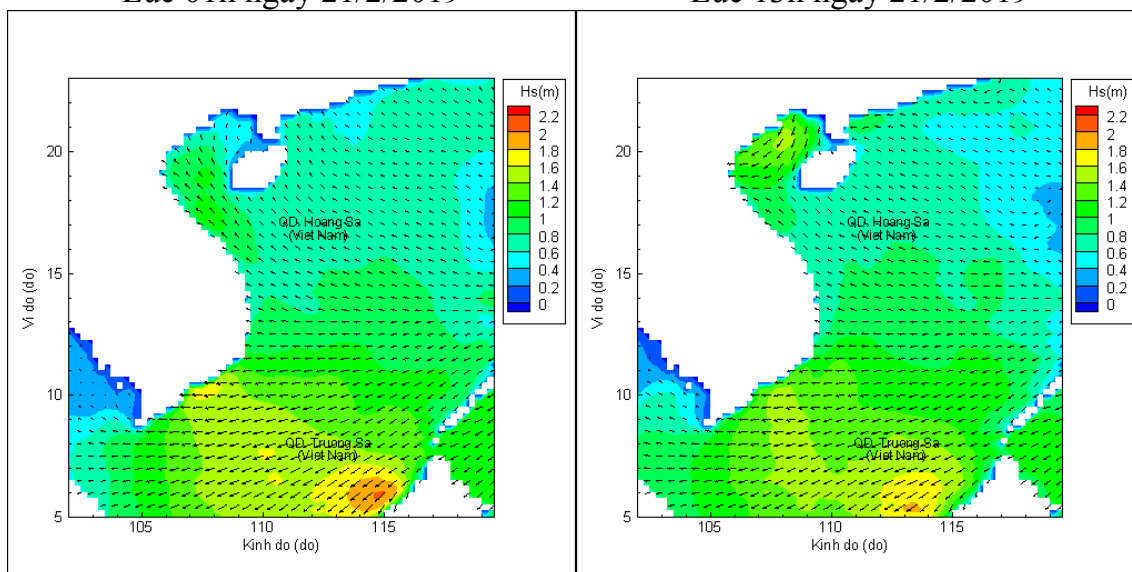 Lúc 01h ngày 21/2/2019
Lúc 13h ngày 21/2/2019
Hs(m)
2.2
2
1.8
1.6
1.4
1.2
1
0.8
0.6
0.4
0.2
0
20
15
10
5
Vi do (do)
105
110
115
Kinh do (do)
QD. Hoang Sa
(Viet Nam)
QD. Truong Sa
(Viet Nam)
Hs(m)
2.2
2
1.8
1.6
1.4
1.2
1
0.8
0.6
0.4
0.2
0
20
15
10
5
Vi do (do)
105
110
115
Kinh do (do)
QD. Hoang Sa
(Viet Nam)
QD. Truong Sa
(Viet Nam)